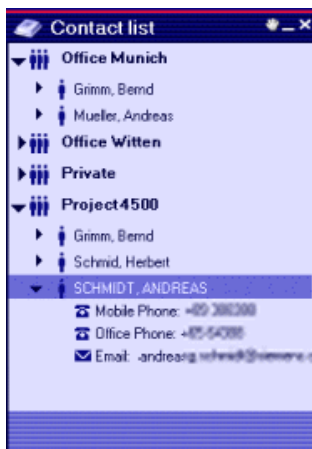 Contact list
Office Munich
Grimm, Bernd
Mueller, Andreas
Office Witten
Private
Project4500
Grimm, Bernd
Schmid, Herbert
SCHMIDT, ANDREAS
Mobile Phone:
Office Phone:
Email: